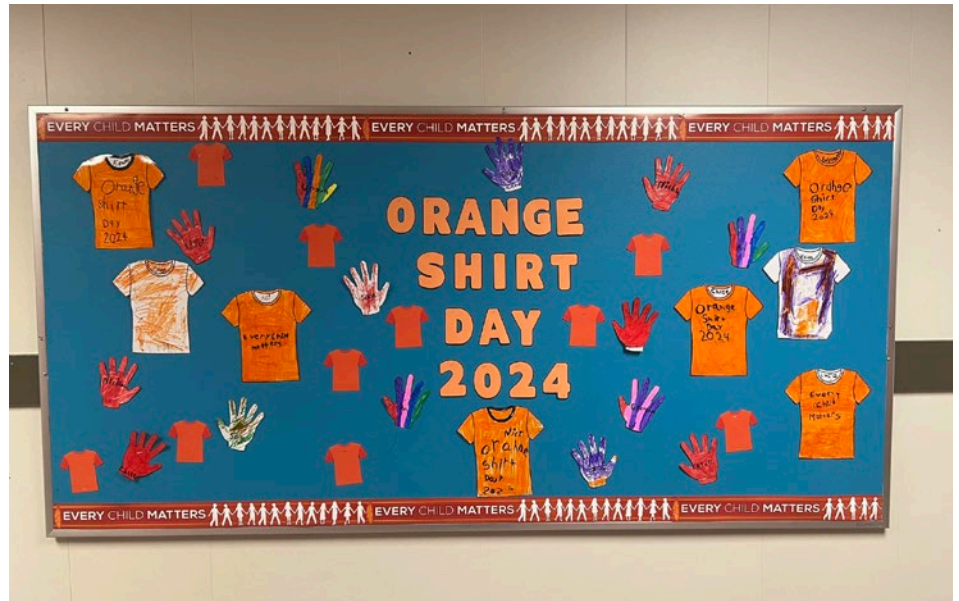 EVERY CHILD MATTERS EVERY CHILD MATTERS EVERY CHILD MATTERS
Orange
Shirt
Day
2024
ORANGE
SHIRT
DAY
2024
Orange
Shirt
Day
2024
Every Child
matters
Orange
Shirt
Day
2024
Every
Child
Orange
Shirt
Day
2024
EVERY CHILD MATTERS EVERY CHILD MATTERS EVERY CHILD MATTERS